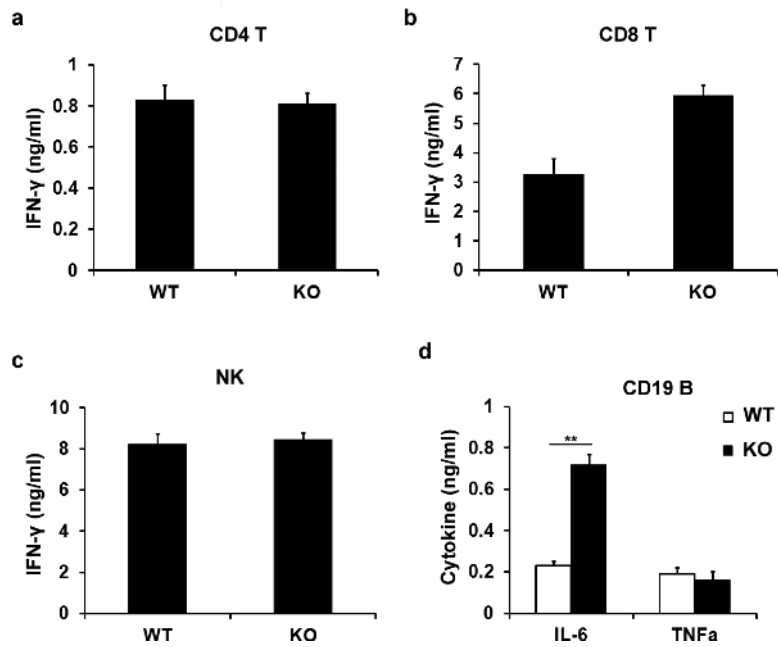 a
CD4 T
IFN-γ (ng/ml)
1
0.8
0.6
0.4
0.2
0
WT KO
b
CD8 T
IFN-γ (ng/ml)
7
6
5
4
3
2
1
0
WT KO
c
NK
IFN-γ (ng/ml)
10
8
6
4
2
0
WT KO
d
CD19 B
Cytokine (ng/ml)
1
0.8
0.6
0.4
0.2
0
**
WT
KO
IL-6 TNFa